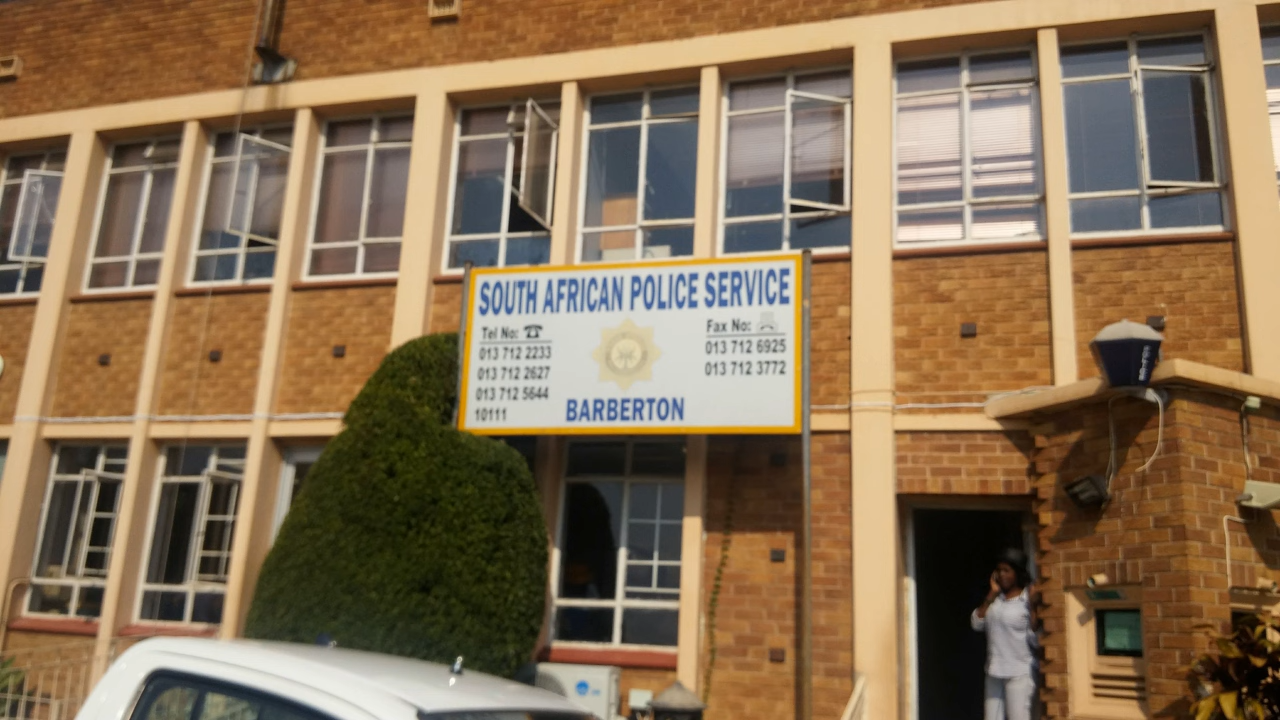 SOUTH AFRICAN POLICE SERVICE
Tel No:
013 712 2233
013 712 2627
013 712 5644
10111
Fax No:
013 712 6925
013 712 3772
BARBERTON